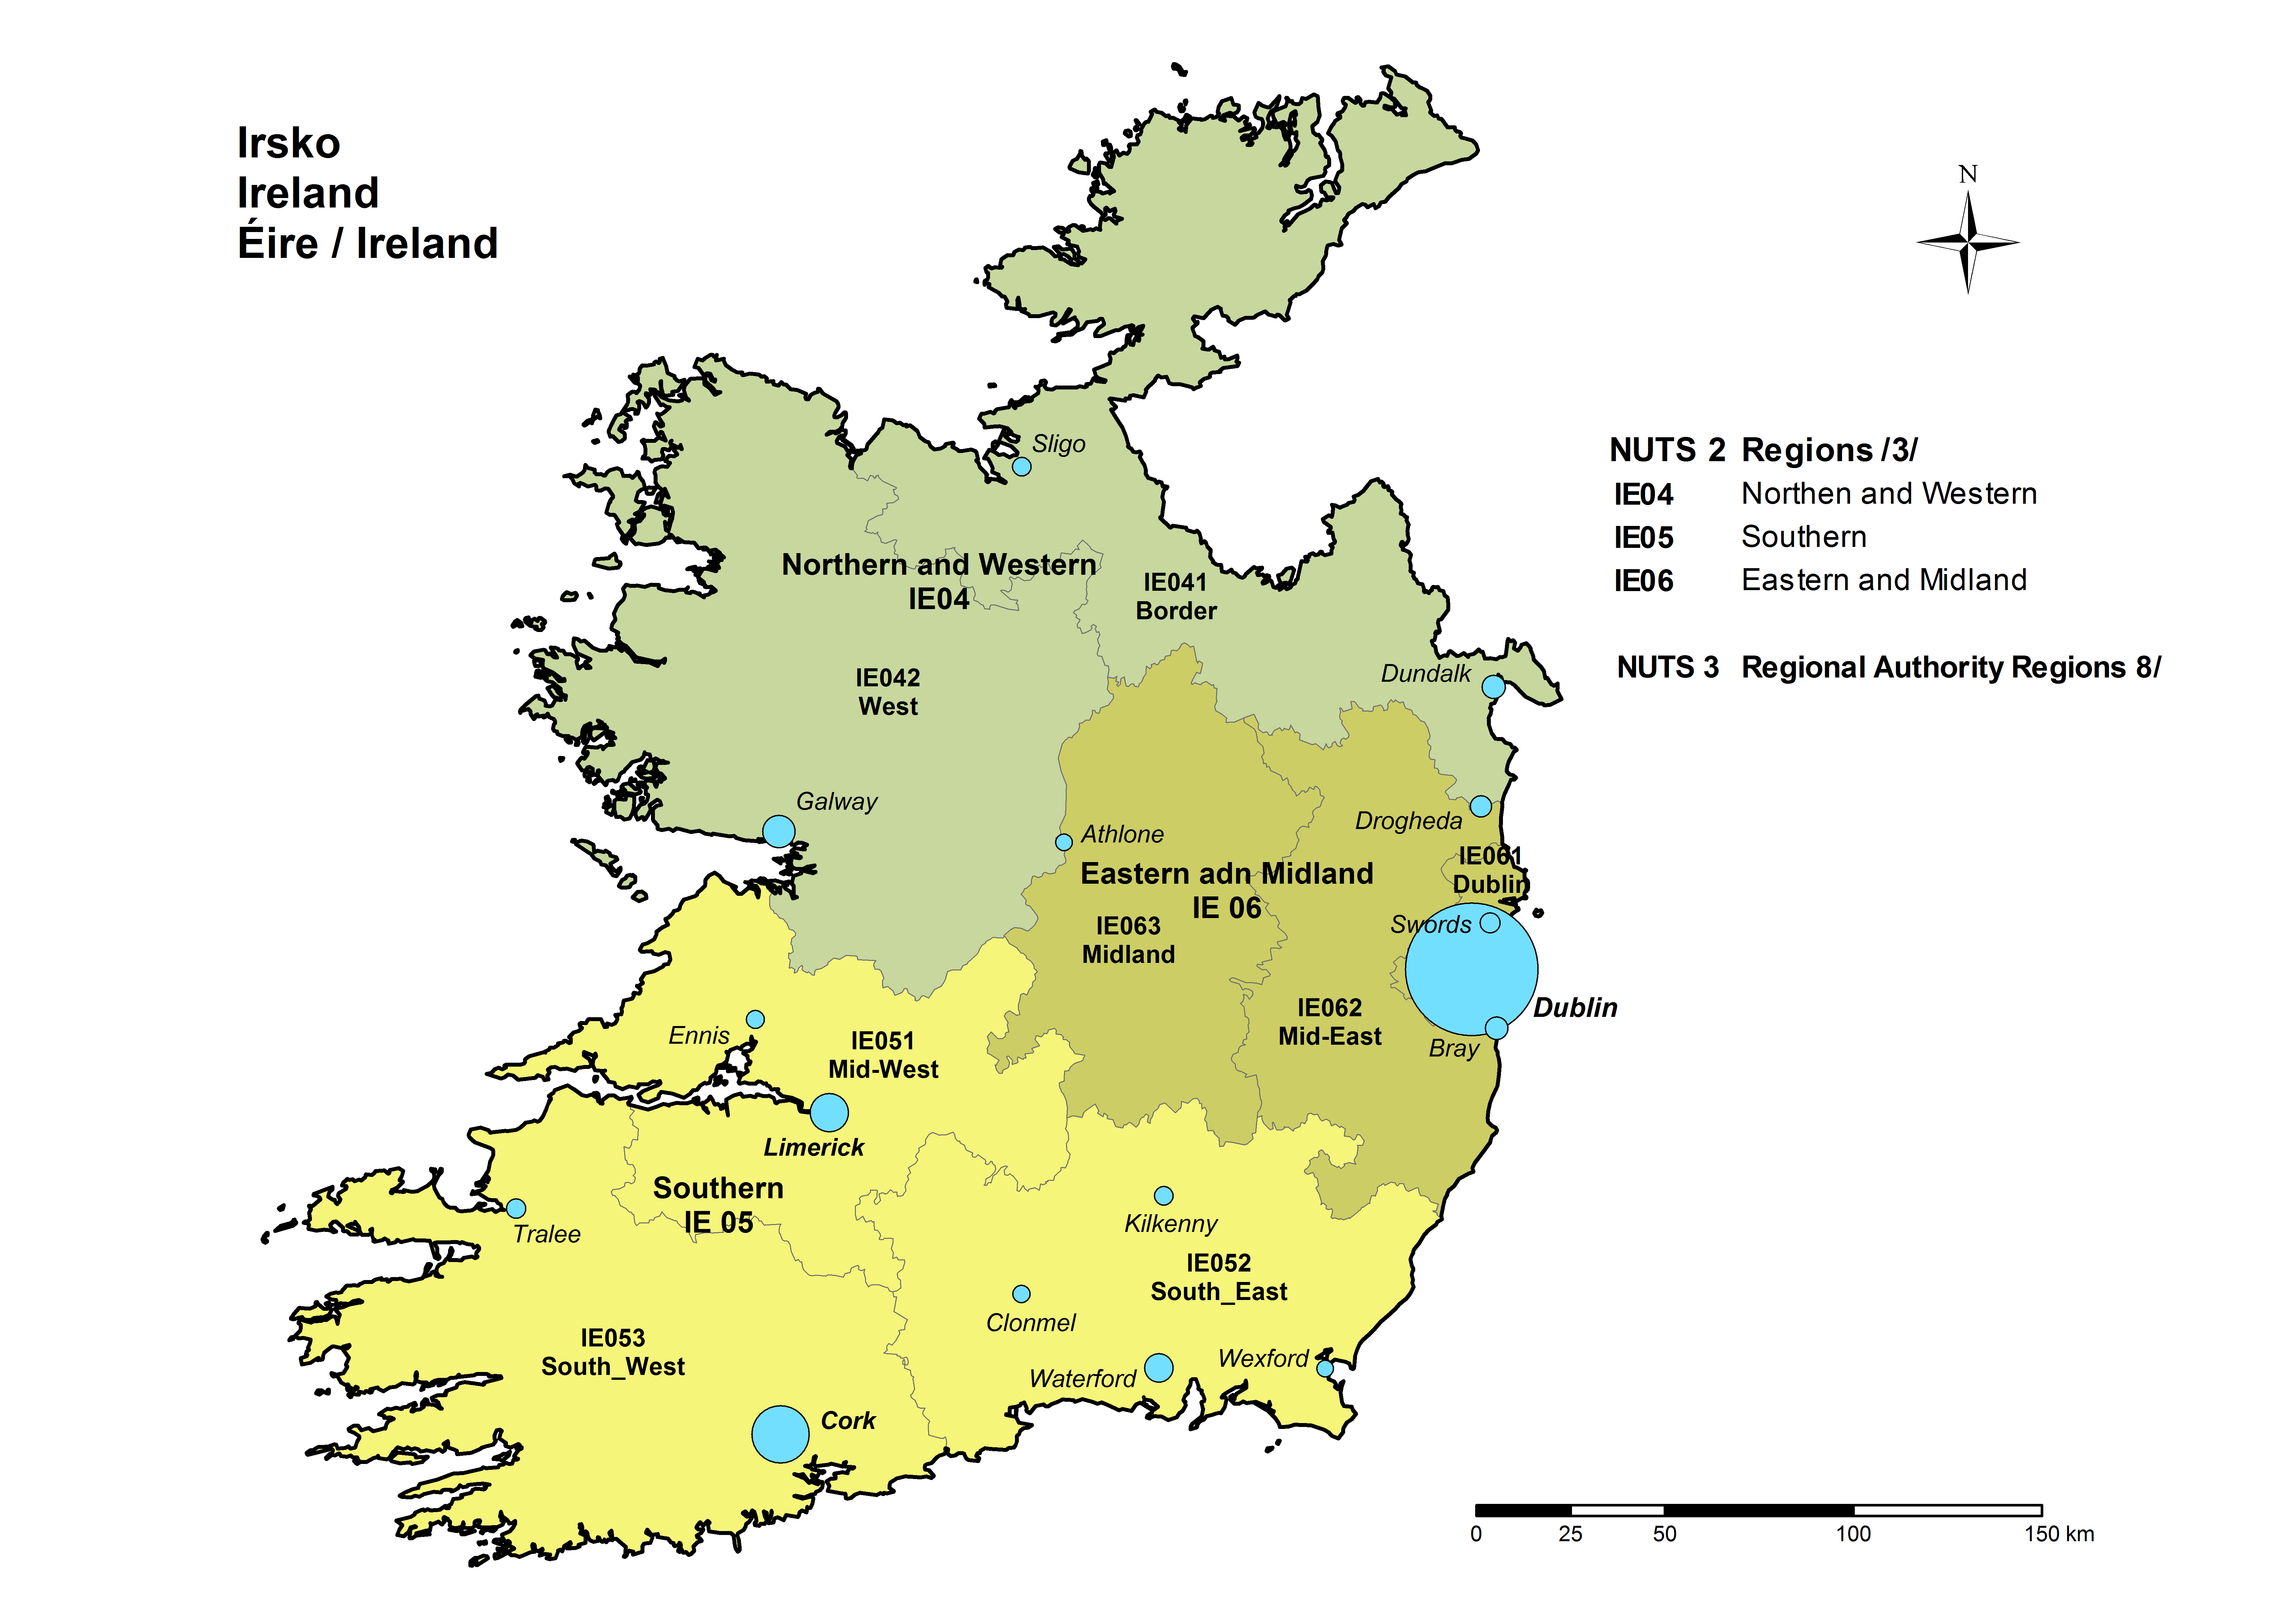 Irsko
Ireland
Éire / Ireland
N
NUTS 2 Regions /3/
IE04 Northen and Western
IE05 Southern
IE06 Eastern and Midland
NUTS 3 Regional Authority Regions 8/
Sligo
Northern and Western
IE04
IE041
Border
IE042
West
Dundalk
Galway
Drogheda
Athlone
IE061
Dublin
Eastern adn Midland
IE 06
IE063
Midland
Swords
Dublin
IE062
Mid-East
Bray
Ennis
IE051
Mid-West
Limerick
Southern
IE 05
Tralee
Kilkenny
IE052
South_East
Clonmel
IE053
South_West
Waterford
Wexford
Cork
0 25 50 100 150 km